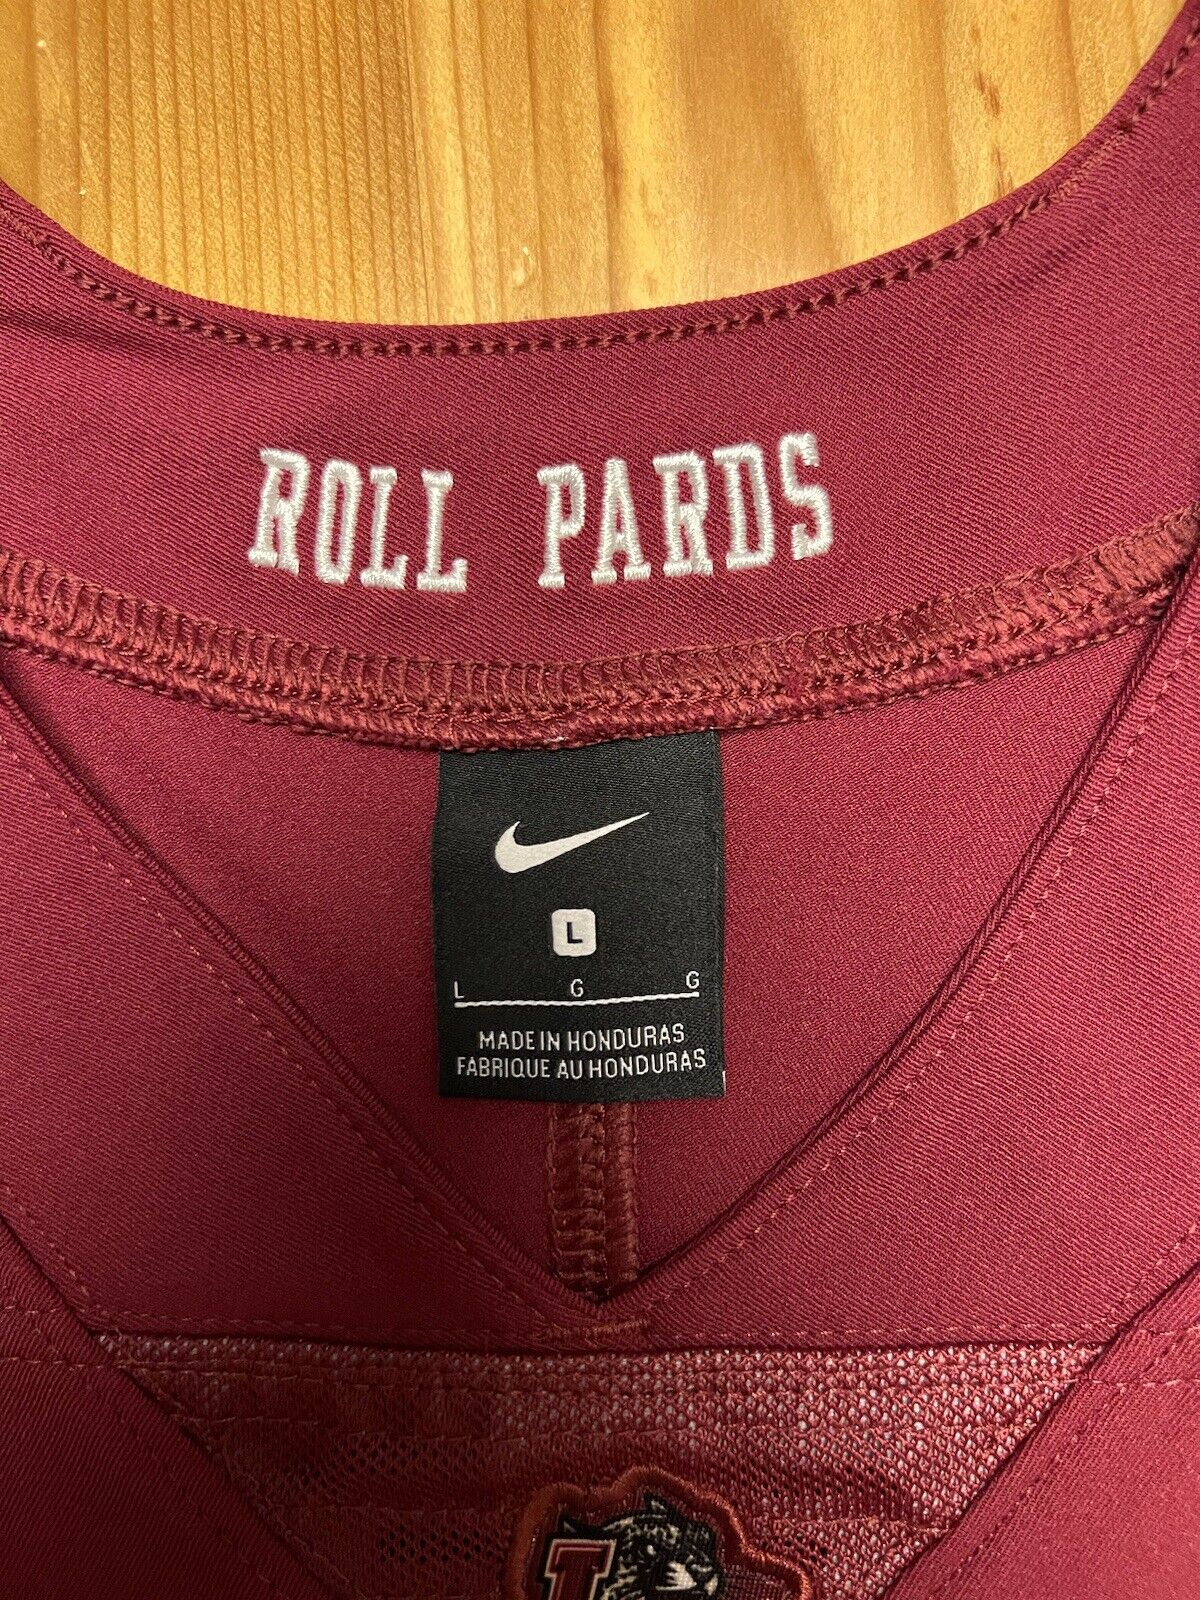 ROLL PARDS
L
L G G
MADE IN HONDURAS
FABRIQUE AU HONDURAS
L